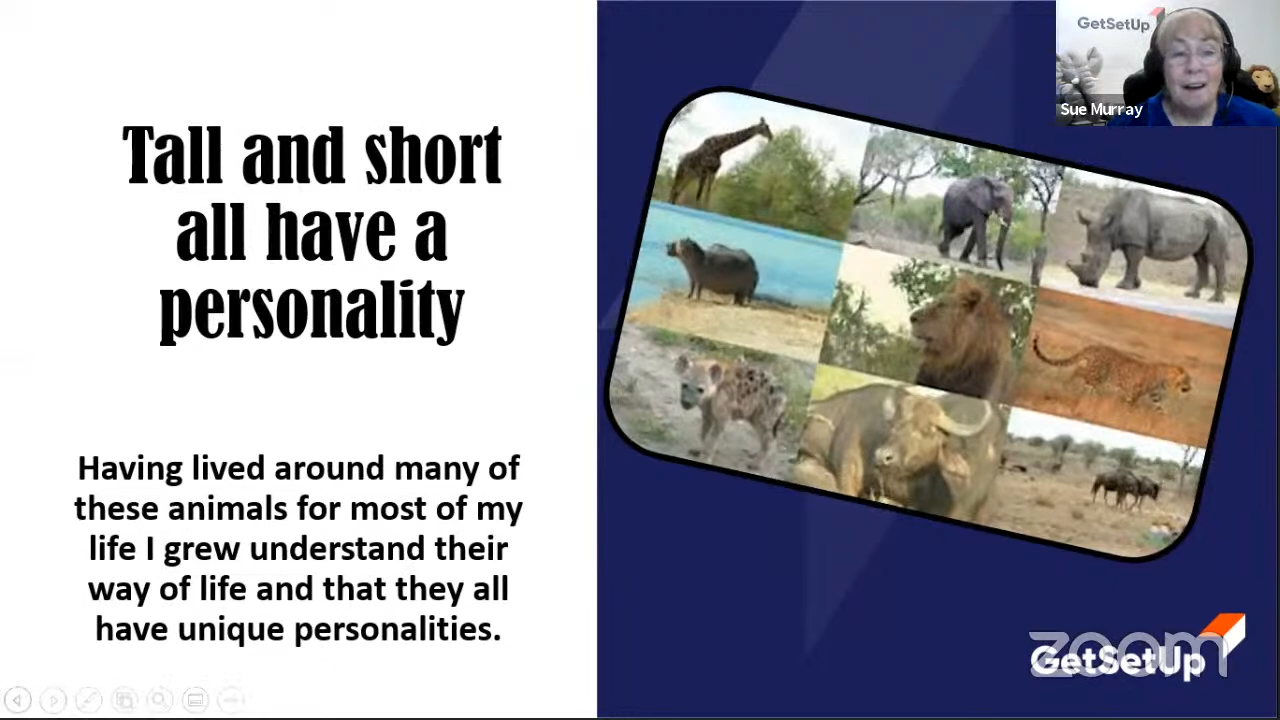 Tall and short
all have a
personality
Having lived around many of
these animals for most of my
life I grew understand their
way of life and that they all
have unique personalities.
GetSetUp
Sue Murray
zoom
GetSetUp